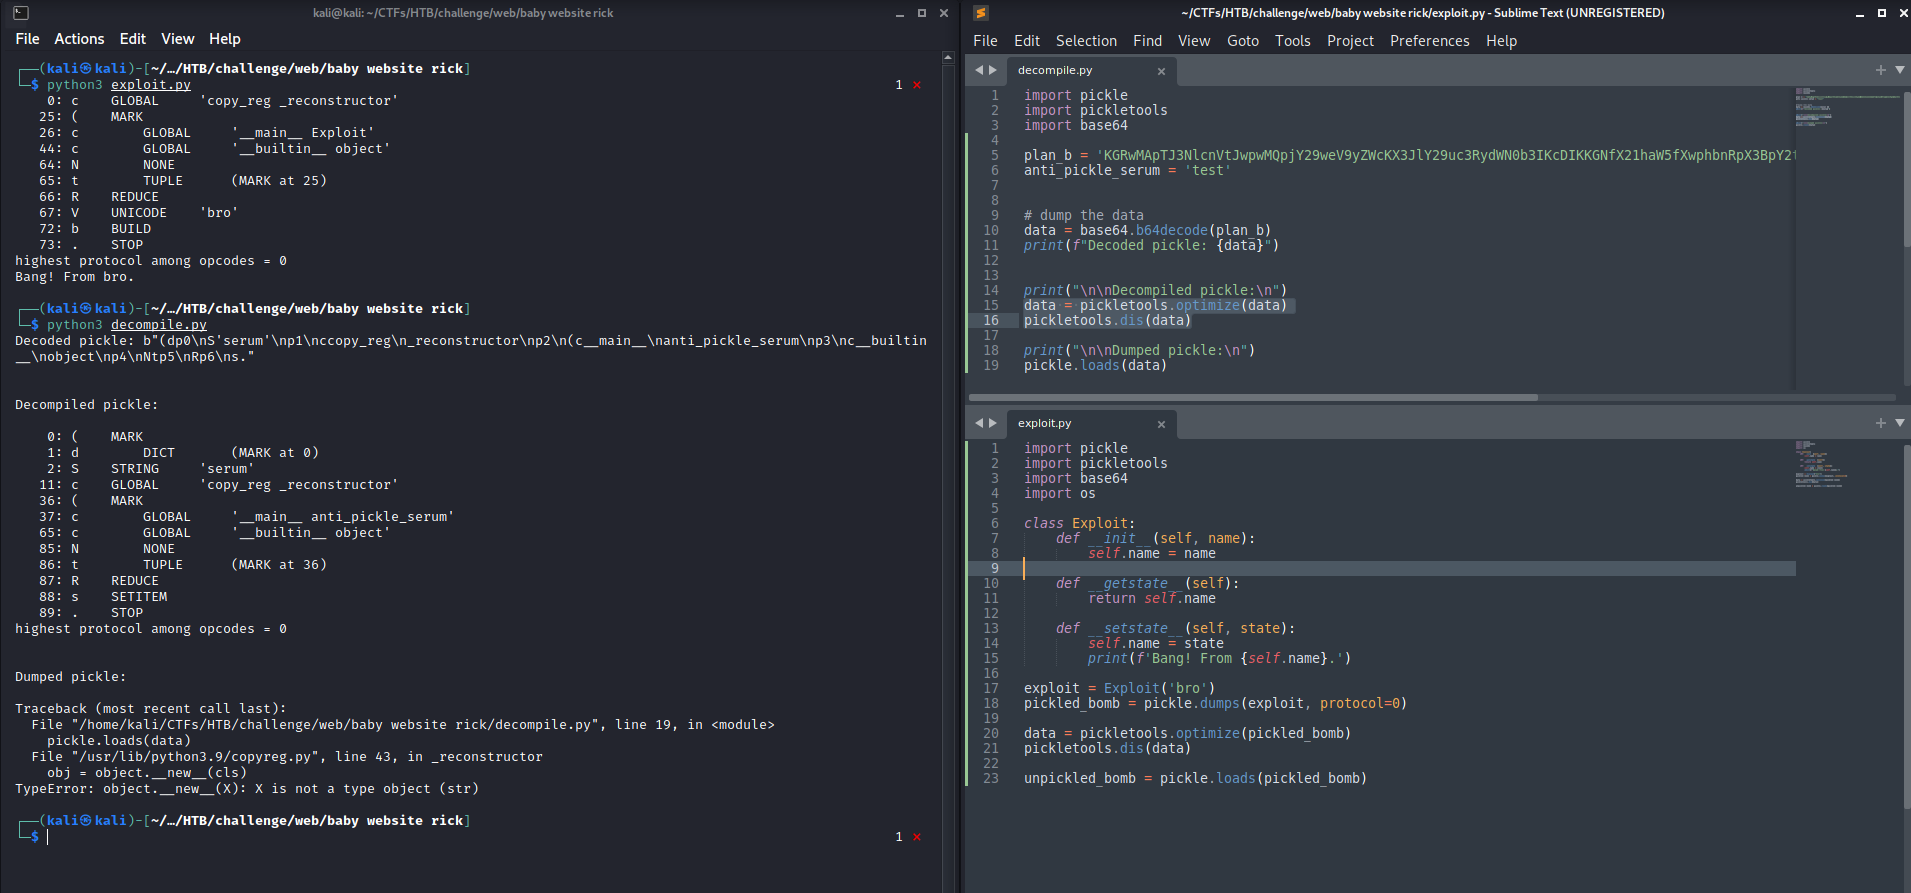 kali@kali: ~/CTFs/HTB/challenge/web/baby website rick
File Actions Edit View Help
┌──(kali㉿kali)-[~/…/HTB/challenge/web/baby website rick]
└─$ python3 exploit.py 1 ⨯
0: c GLOBAL 'copy_reg _reconstructor'
25: ( MARK
26: c GLOBAL '__main__ Exploit'
44: c GLOBAL '__builtin__ object'
64: N NONE
65: t TUPLE (MARK at 25)
66: R REDUCE
67: V UNICODE 'bro'
72: b BUILD
73: . STOP
highest protocol among opcodes = 0
Bang! From bro.
┌──(kali㉿kali)-[~/…/HTB/challenge/web/baby website rick]
└─$ python3 decompile.py
Decoded pickle: b"(dp0\nS'serum'\np1\nccopy_reg\n_reconstructor\np2\n(c__main__\nanti_pickle_serum\np3\nc__builtin
__\nobject\np4\nNtp5\nRp6\ns."
Decompiled pickle:
0: ( MARK
1: d DICT (MARK at 0)
2: S STRING 'serum'
11: c GLOBAL 'copy_reg _reconstructor'
36: ( MARK
37: c GLOBAL '__main__ anti_pickle_serum'
65: c GLOBAL '__builtin__ object'
85: N NONE
86: t TUPLE (MARK at 36)
87: R REDUCE
88: s SETITEM
89: . STOP
highest protocol among opcodes = 0
Dumped pickle:
Traceback (most recent call last):
File "/home/kali/CTFs/HTB/challenge/web/baby website rick/decompile.py", line 19, in <module>
pickle.loads(data)
File "/usr/lib/python3.9/copyreg.py", line 43, in _reconstructor
obj = object.__new__(cls)
TypeError: object.__new__(X): X is not a type object (str)
┌──(kali㉿kali)-[~/…/HTB/challenge/web/baby website rick]
└─$ 1 ⨯
~/CTFs/HTB/challenge/web/baby website rick/exploit.py - Sublime Text (UNREGISTERED)
File Edit Selection Find View Goto Tools Project Preferences Help
decompile.py
1 import pickle
2 import pickletools
3 import base64
4
5 plan_b = 'KGRwMApTJ3NlcnVtJwpwMQpjY29weV9yZWcKX3JlY29uc3RydWN0b3IKcDIKKGNfX21haW5fXwphbnRpX3BpY2t
6 anti_pickle_serum = 'test'
7
8
9 # dump the data
10 data = base64.b64decode(plan_b)
11 print(f"Decoded pickle: {data}")
12
13
14 print("\n\nDecompiled pickle:\n")
15 data = pickletools.optimize(data)
16 pickletools.dis(data)
17
18 print("\n\nDumped pickle:\n")
19 pickle.loads(data)
exploit.py
1 import pickle
2 import pickletools
3 import base64
4 import os
5
6 class Exploit:
7 def __init__(self, name):
8 self.name = name
9
10 def __getstate__(self):
11 return self.name
12
13 def __setstate__(self, state):
14 self.name = state
15 print(f'Bang! From {self.name}.')
16
17 exploit = Exploit('bro')
18 pickled_bomb = pickle.dumps(exploit, protocol=0)
19
20 data = pickletools.optimize(pickled_bomb)
21 pickletools.dis(data)
22
23 unpickled_bomb = pickle.loads(pickled_bomb)